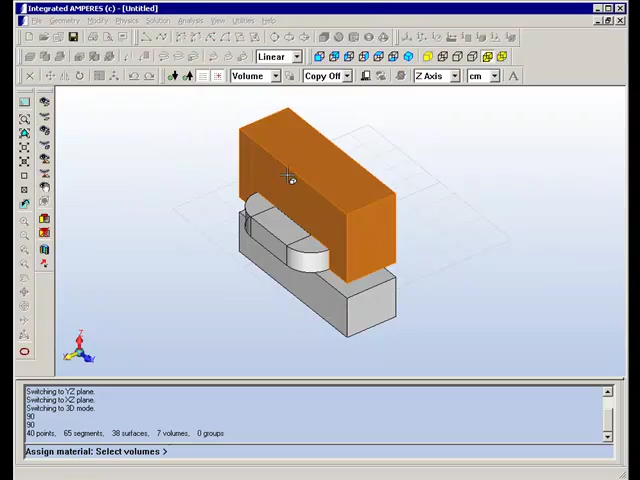 Integrated AMPERES (c) - [Untitled]
File Geometry Modify Physics Solution Analysis View Utilities Help
Linear
Volume Copy Off Z Axis cm
Z
X
Switching to YZ plane.
Switching to XZ plane.
Switching to 3D mode.
90
90
40 points, 65 segments, 38 surfaces, 7 volumes, 0 groups
Assign material: Select volumes >